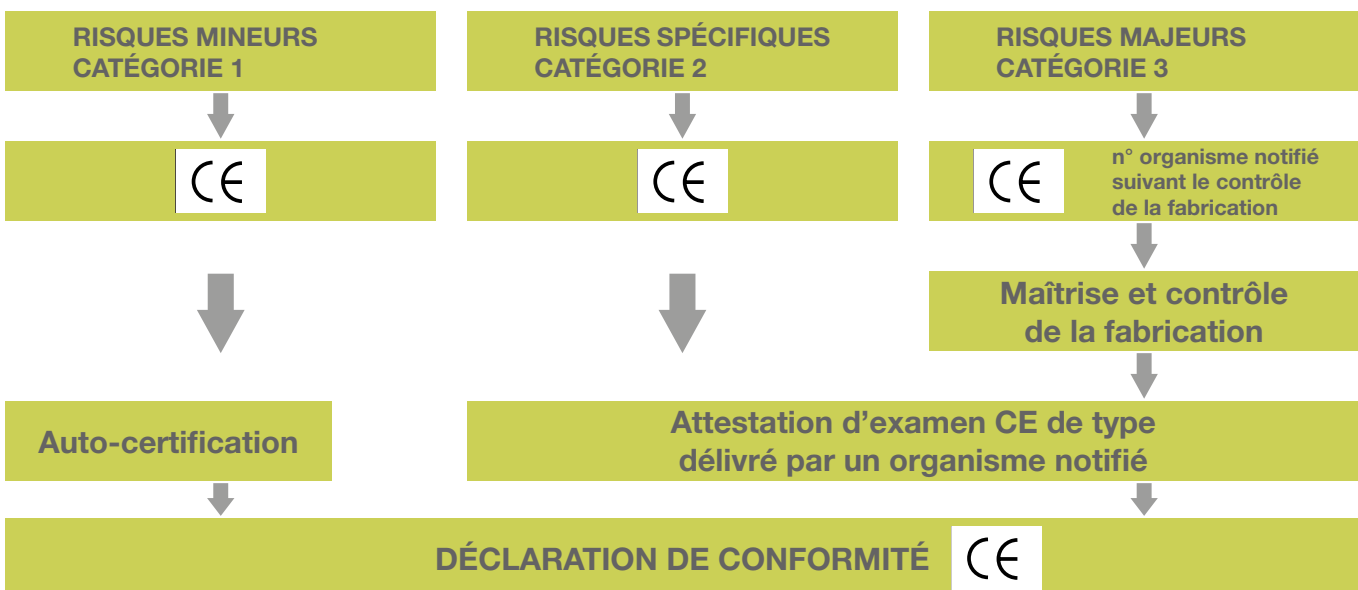 RISQUES MINEURS
CATÉGORIE 1
RISQUES SPÉCIFIQUES
CATÉGORIE 2
RISQUES MAJEURS
CATÉGORIE 3
CE
CE
CE
n° organisme notifié
suivant le contrôle
de la fabrication
Maîtrise et contrôle
de la fabrication
Auto-certification
Attestation d’examen CE de type
délivré par un organisme notifié
DÉCLARATION DE CONFORMITÉ CE